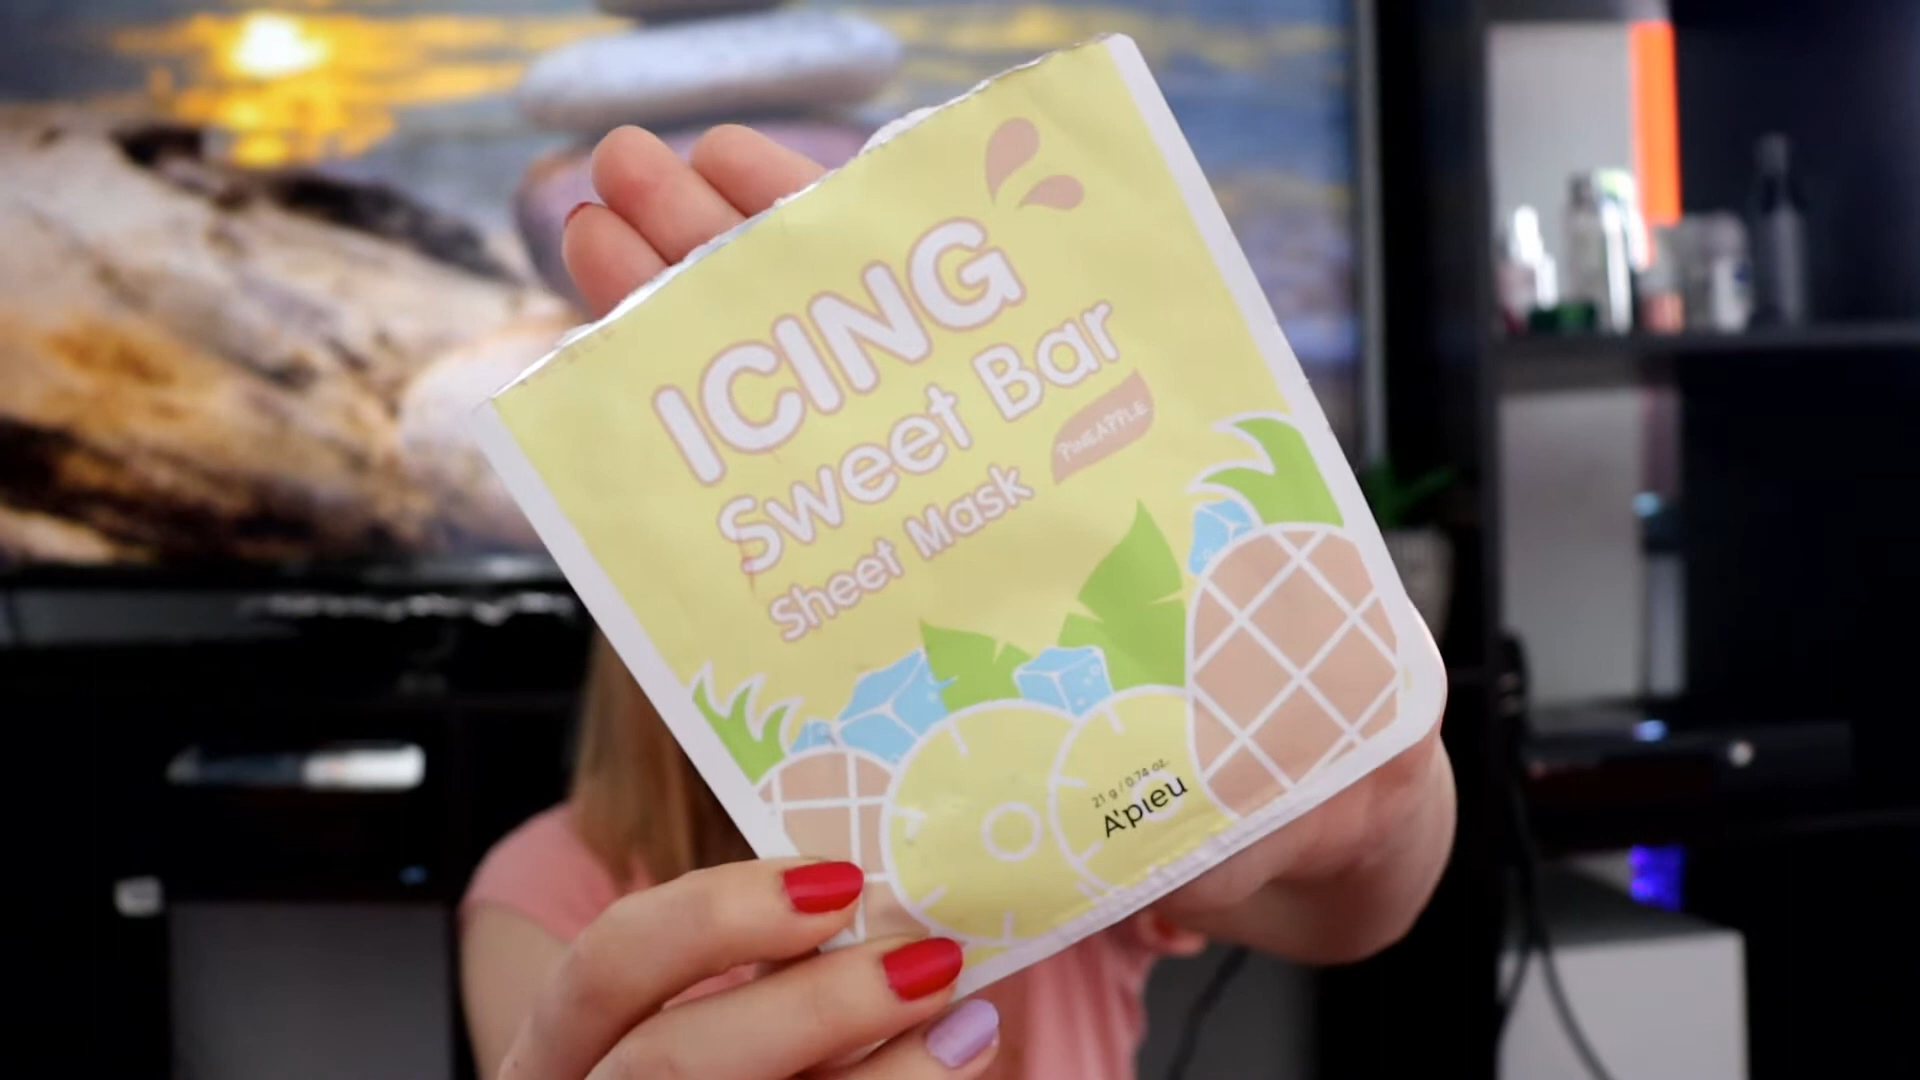 ICING
Sweet Bar
Sheet Mask
PINEAPPLE
21 g / 0.74 oz.
A'pieu